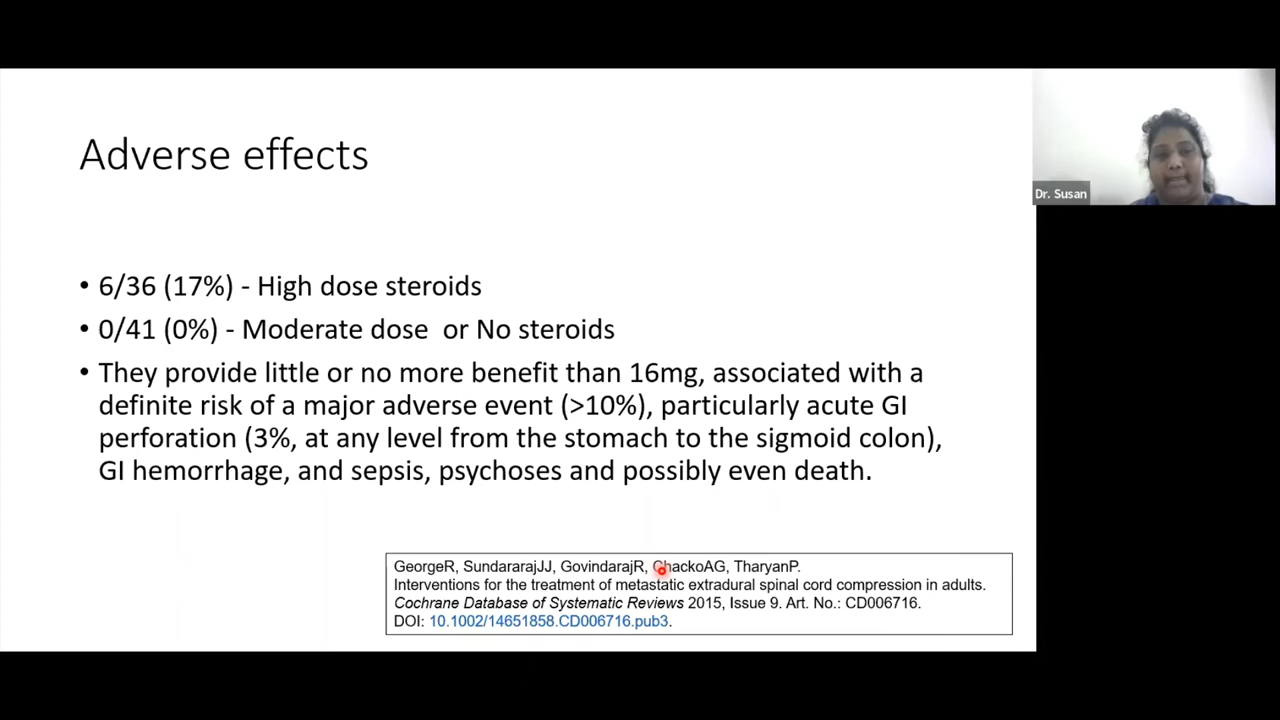 Adverse effects
Dr. Susan
• 6/36 (17%) - High dose steroids
• 0/41 (0%) - Moderate dose or No steroids
• They provide little or no more benefit than 16mg, associated with a
definite risk of a major adverse event (>10%), particularly acute GI
perforation (3%, at any level from the stomach to the sigmoid colon),
GI hemorrhage, and sepsis, psychoses and possibly even death.
GeorgeR, SundararajJJ, GovindarajR, ChackoAG, TharyanP.
Interventions for the treatment of metastatic extradural spinal cord compression in adults.
Cochrane Database of Systematic Reviews 2015, Issue 9. Art. No.: CD006716.
DOI: 10.1002/14651858.CD006716.pub3.